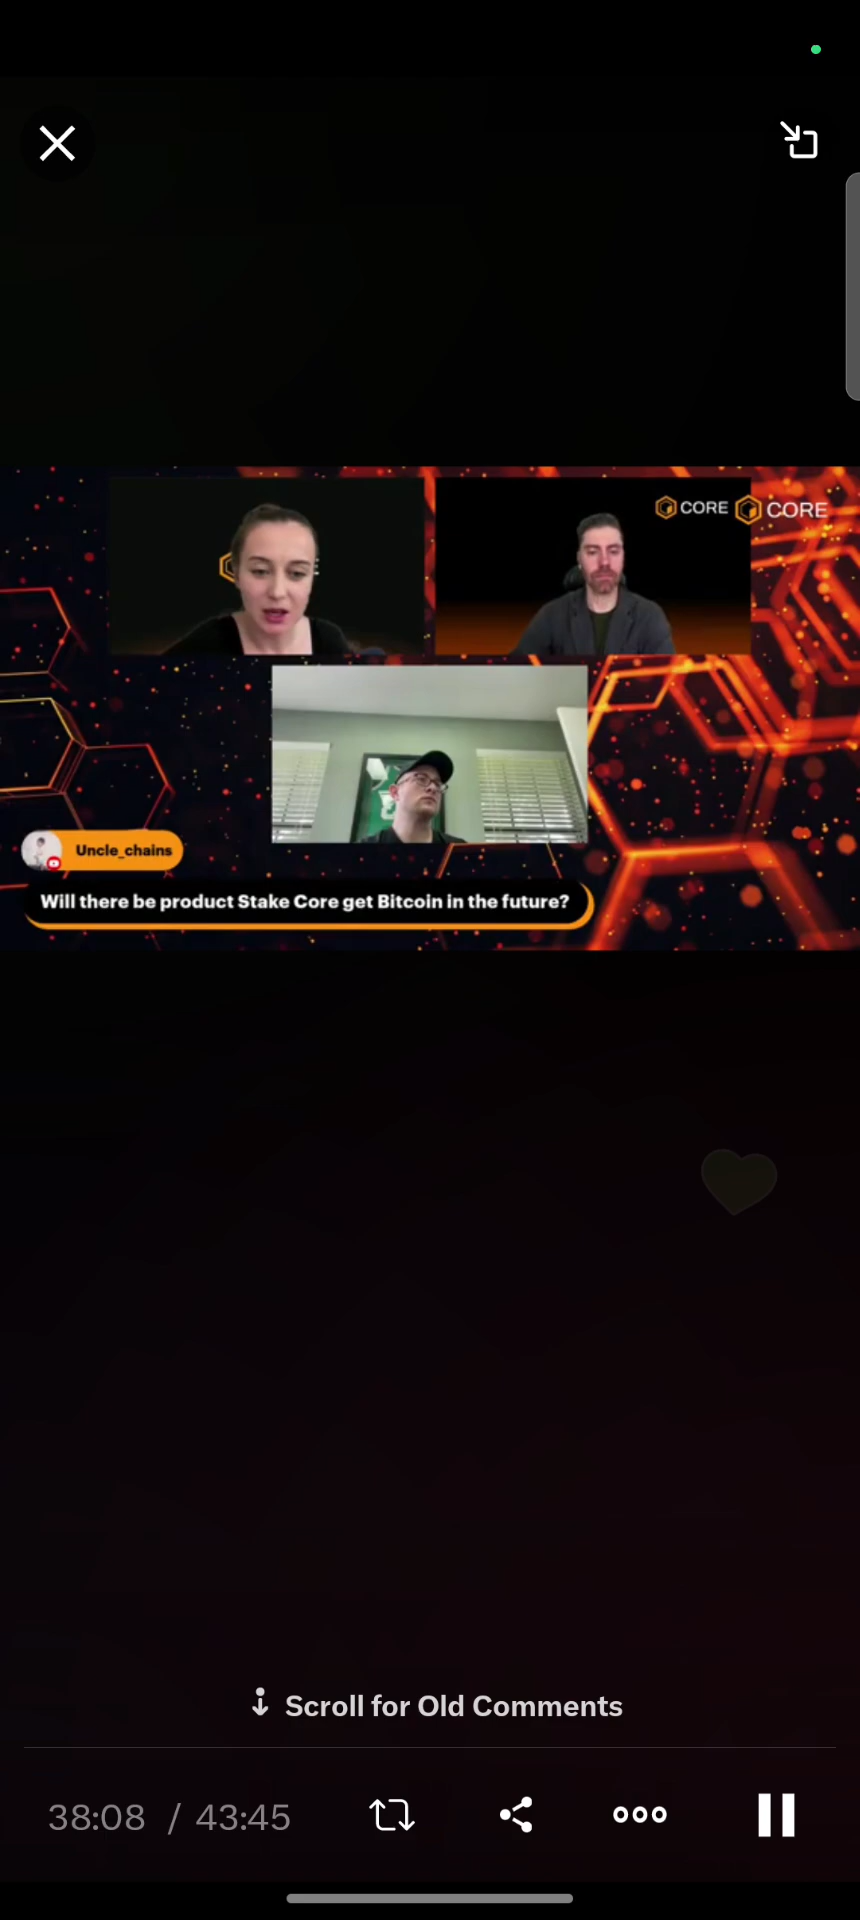 CORE
CORE
Uncle_chains
Will there be product Stake Core get Bitcoin in the future?
Scroll for Old Comments
38:08 / 43:45